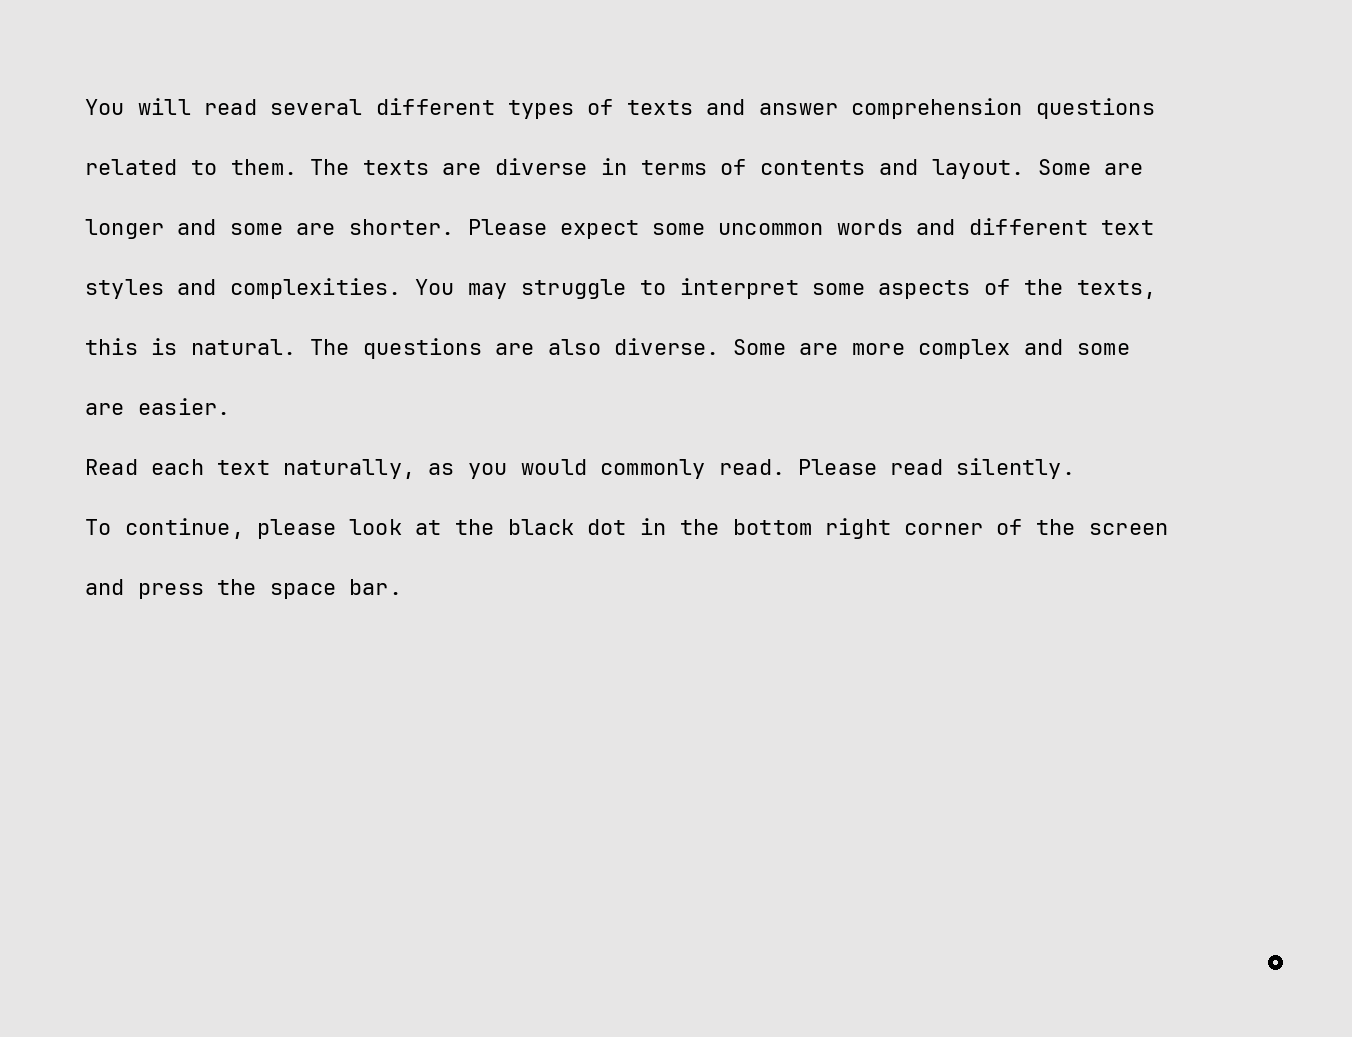 You will read several different types of texts and answer comprehension questions
related to them. The texts are diverse in terms of contents and layout. Some are
longer and some are shorter. Please expect some uncommon words and different text
styles and complexities. You may struggle to interpret some aspects of the texts,
this is natural. The questions are also diverse. Some are more complex and some
are easier.
Read each text naturally, as you would commonly read. Please read silently.
To continue, please look at the black dot in the bottom right corner of the screen
and press the space bar.